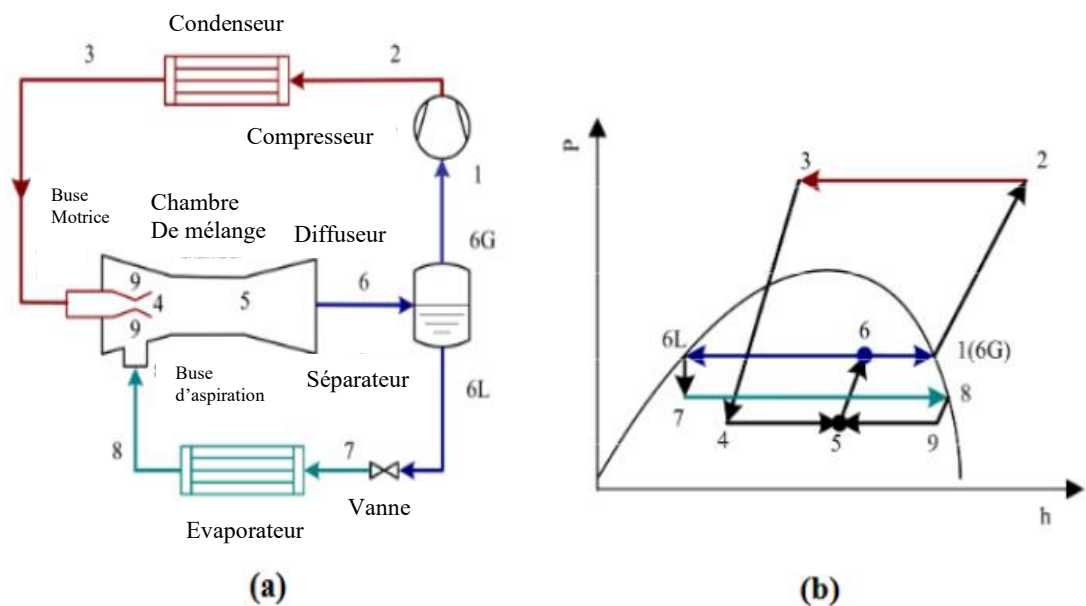 Condenseur
3
2
Compresseur
1
Buse
Motrice
Chambre
De mélange
Diffuseur
6G
9
4
5
6
9
Buse
d’aspiration
Séparateur
6L
8
7
Vanne
Evaporateur
(a)
P
3
2
6L
6
1(6G)
7
4
5
9
8
h
(b)